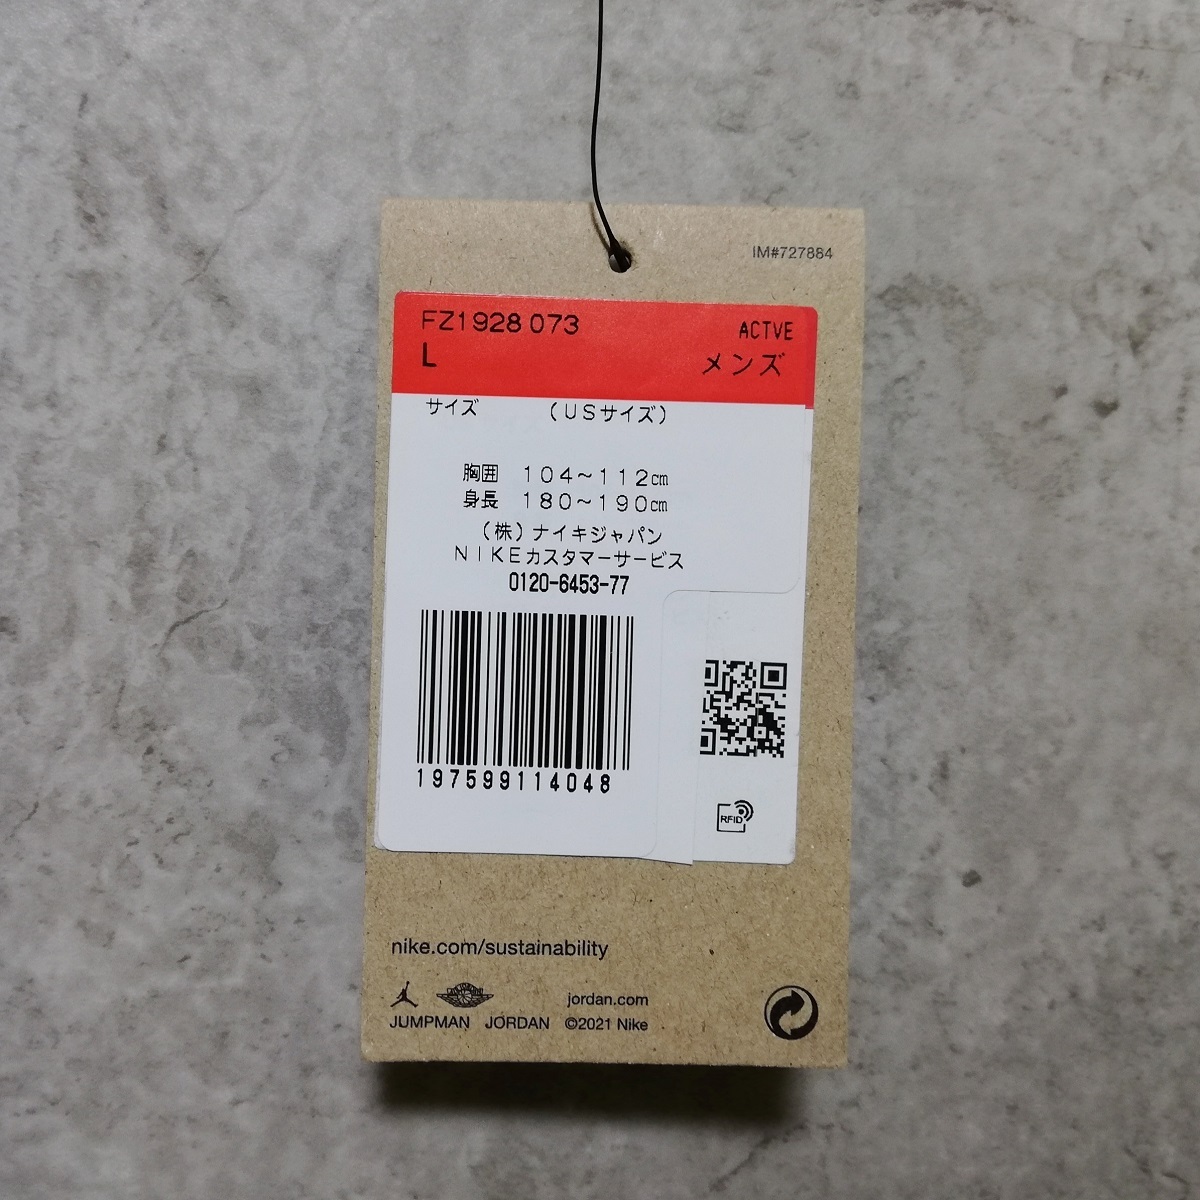 IM#727884
FZ1928 073
ACTVE
L
メンズ
サイズ （USサイズ）
胸囲 104～112㎝
身長 180～190㎝
（株）ナイキジャパン
NIKEカスタマーサービス
0120-6453-77
197599114048
RFID
nike.com/sustainability
jordan.com
JUMPMAN JORDAN ©2021 Nike